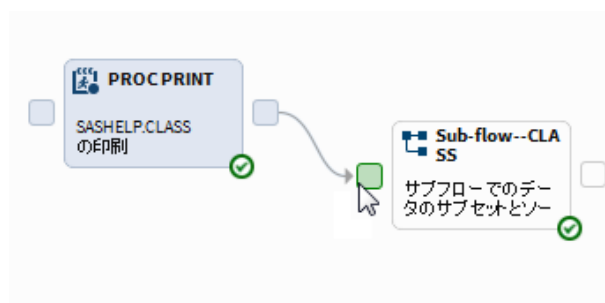 PROC PRINT
SASHELP.CLASS
の印刷
Sub-flow--CLA
SS
サブフローでのデー
タのサブセットとソー